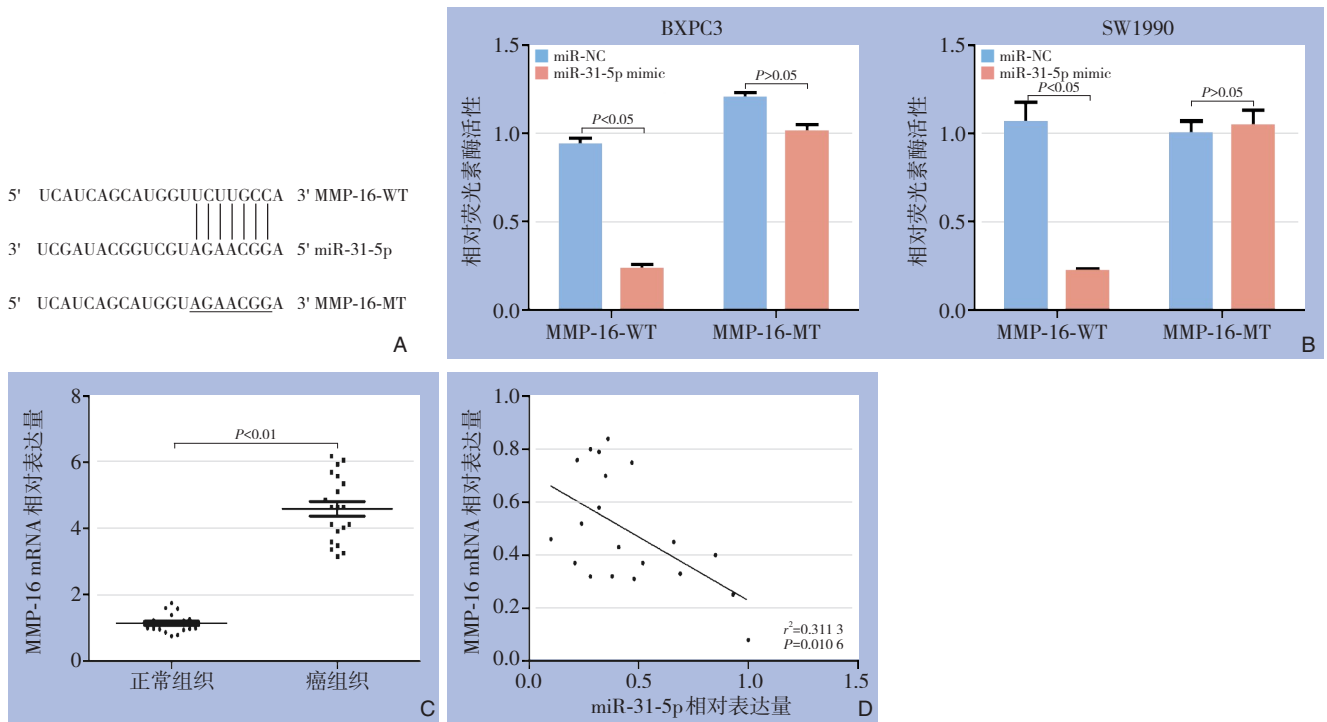 5' UCAUCAGCAUGGUUCUUGCCA 3' MMP-16-WT
3' UCGAUACGGUCGUAGAACGGA 5' miR-31-5p
5' UCAUCAGCAUGGUAGAACGGA 3' MMP-16-MT
A
BXPC3
miR-NC
miR-31-5p mimic
P<0.05
P>0.05
相对荧光素酶活性
1.5
1.0
0.5
0.0
MMP-16-WT MMP-16-MT
SW1990
miR-NC
miR-31-5p mimic
P<0.05
P>0.05
相对荧光素酶活性
1.5
1.0
0.5
0.0
MMP-16-WT MMP-16-MT
B
MMP-16 mRNA 相对表达量
8
6
4
2
0
P<0.01
正常组织 癌组织
C
MMP-16 mRNA 相对表达量
1.0
0.8
0.6
0.4
0.2
0.0
r²=0.311 3
P=0.010 6
0.0 0.5 1.0 1.5
miR-31-5p 相对表达量
D